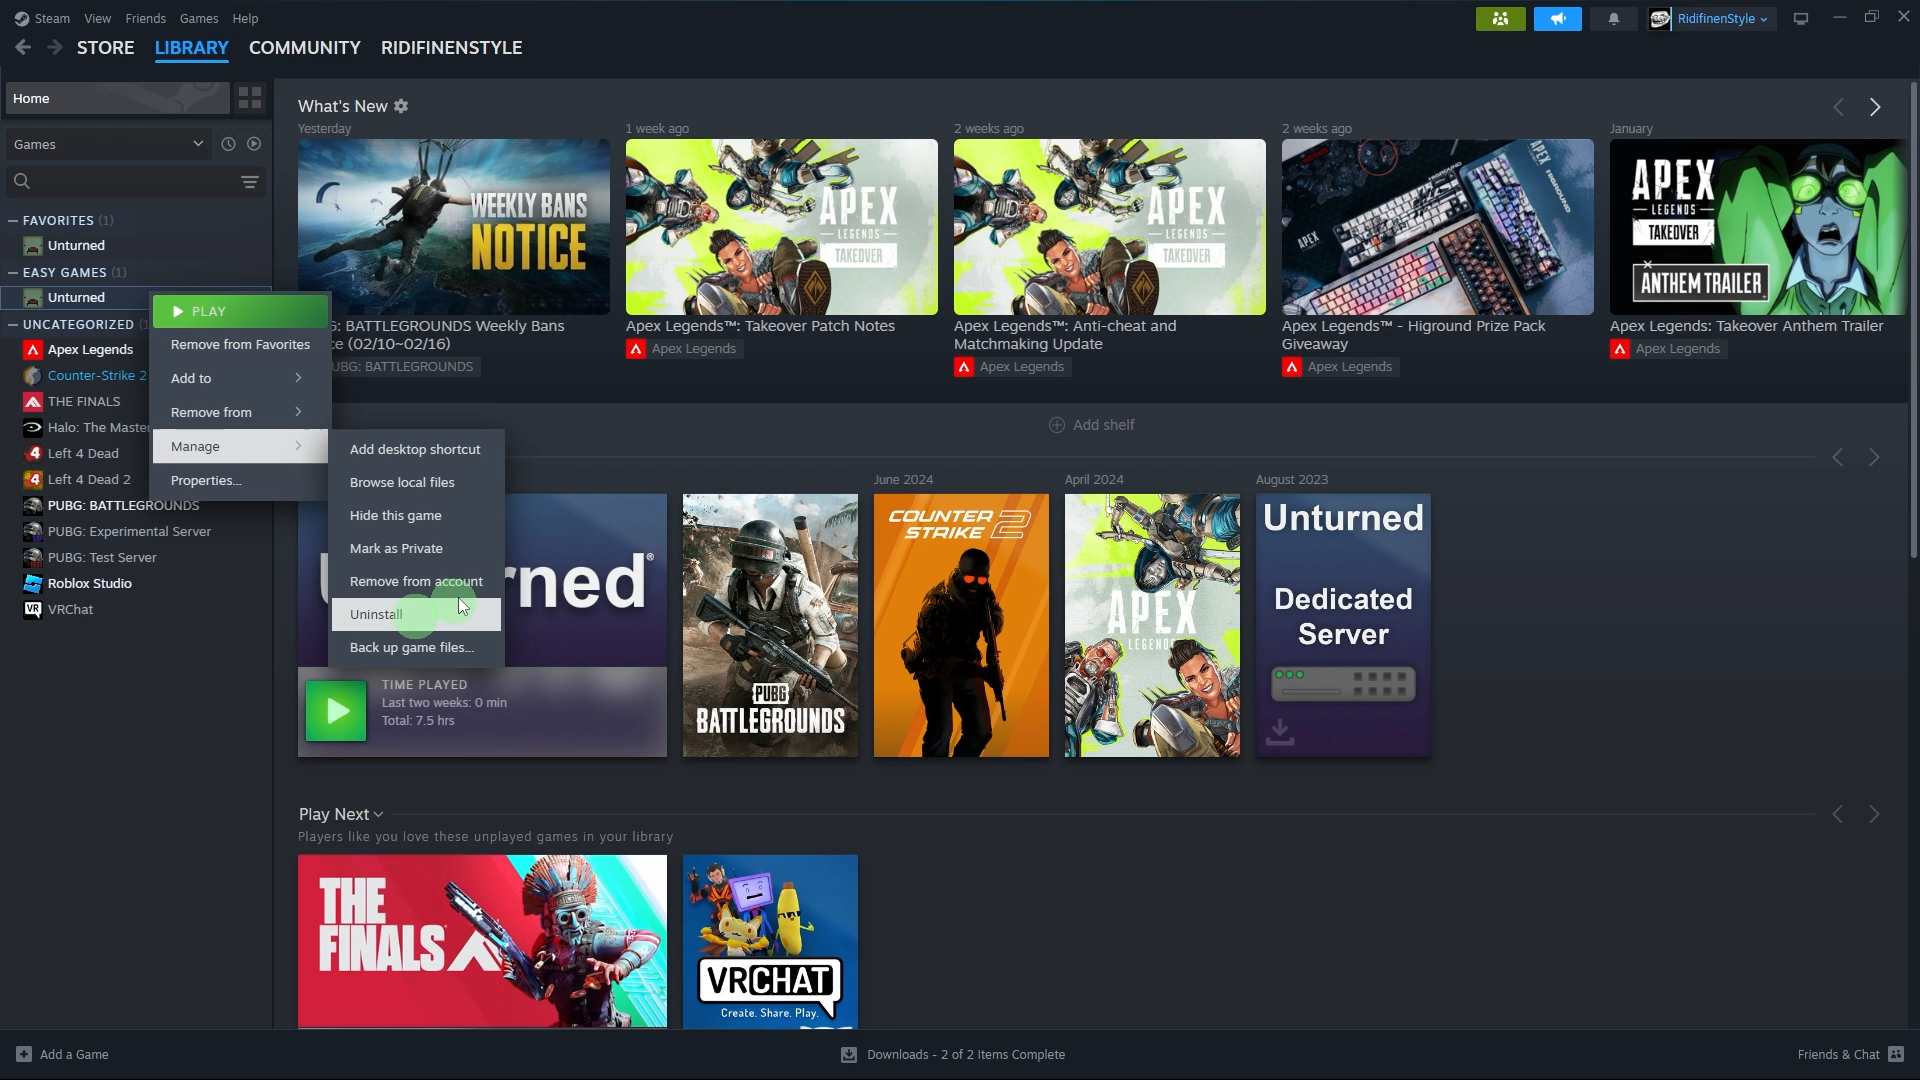 Steam View Friends Games Help
RidifinenStyle
STORE LIBRARY COMMUNITY RIDIFINENSTYLE
Home
Games
FAVORITES (1)
Unturned
EASY GAMES (1)
Unturned
UNCATEGORIZED
Apex Legends
Counter-Strike 2
THE FINALS
Halo: The Master
Left 4 Dead
Left 4 Dead 2
PUBG: BATTLEGROUNDS
PUBG: Experimental Server
PUBG: Test Server
Roblox Studio
VRChat
PLAY
Remove from Favorites
Add to
Remove from
Manage
Properties...
Add desktop shortcut
Browse local files
Hide this game
Mark as Private
Remove from account
Uninstall
Back up game files...
What's New
Yesterday
WEEKLY BANS
NOTICE
BATTLEGROUNDS Weekly Bans
(02/10~02/16)
BATTLEGROUNDS
1 week ago
APEX
LEGENDS
TAKEOVER
Apex Legends™: Takeover Patch Notes
Apex Legends
2 weeks ago
APEX
LEGENDS
TAKEOVER
Apex Legends™: Anti-cheat and
Matchmaking Update
Apex Legends
2 weeks ago
APEX
HIGROUND
Apex Legends™ - Higround Prize Pack
Giveaway
Apex Legends
January
APEX
LEGENDS
TAKEOVER
ANTHEM TRAILER
Apex Legends: Takeover Anthem Trailer
Apex Legends
Add shelf
TIME PLAYED
Last two weeks: 0 min
Total: 7.5 hrs
PUBG
BATTLEGROUNDS
June 2024
COUNTER
STRIKE 2
April 2024
APEX
LEGENDS
August 2023
Unturned
Dedicated
Server
Play Next
Players like you love these unplayed games in your library
THE
FINALS
VRCHAT
Create. Share. Play.
Add a Game
Downloads - 2 of 2 Items Complete
Friends & Chat